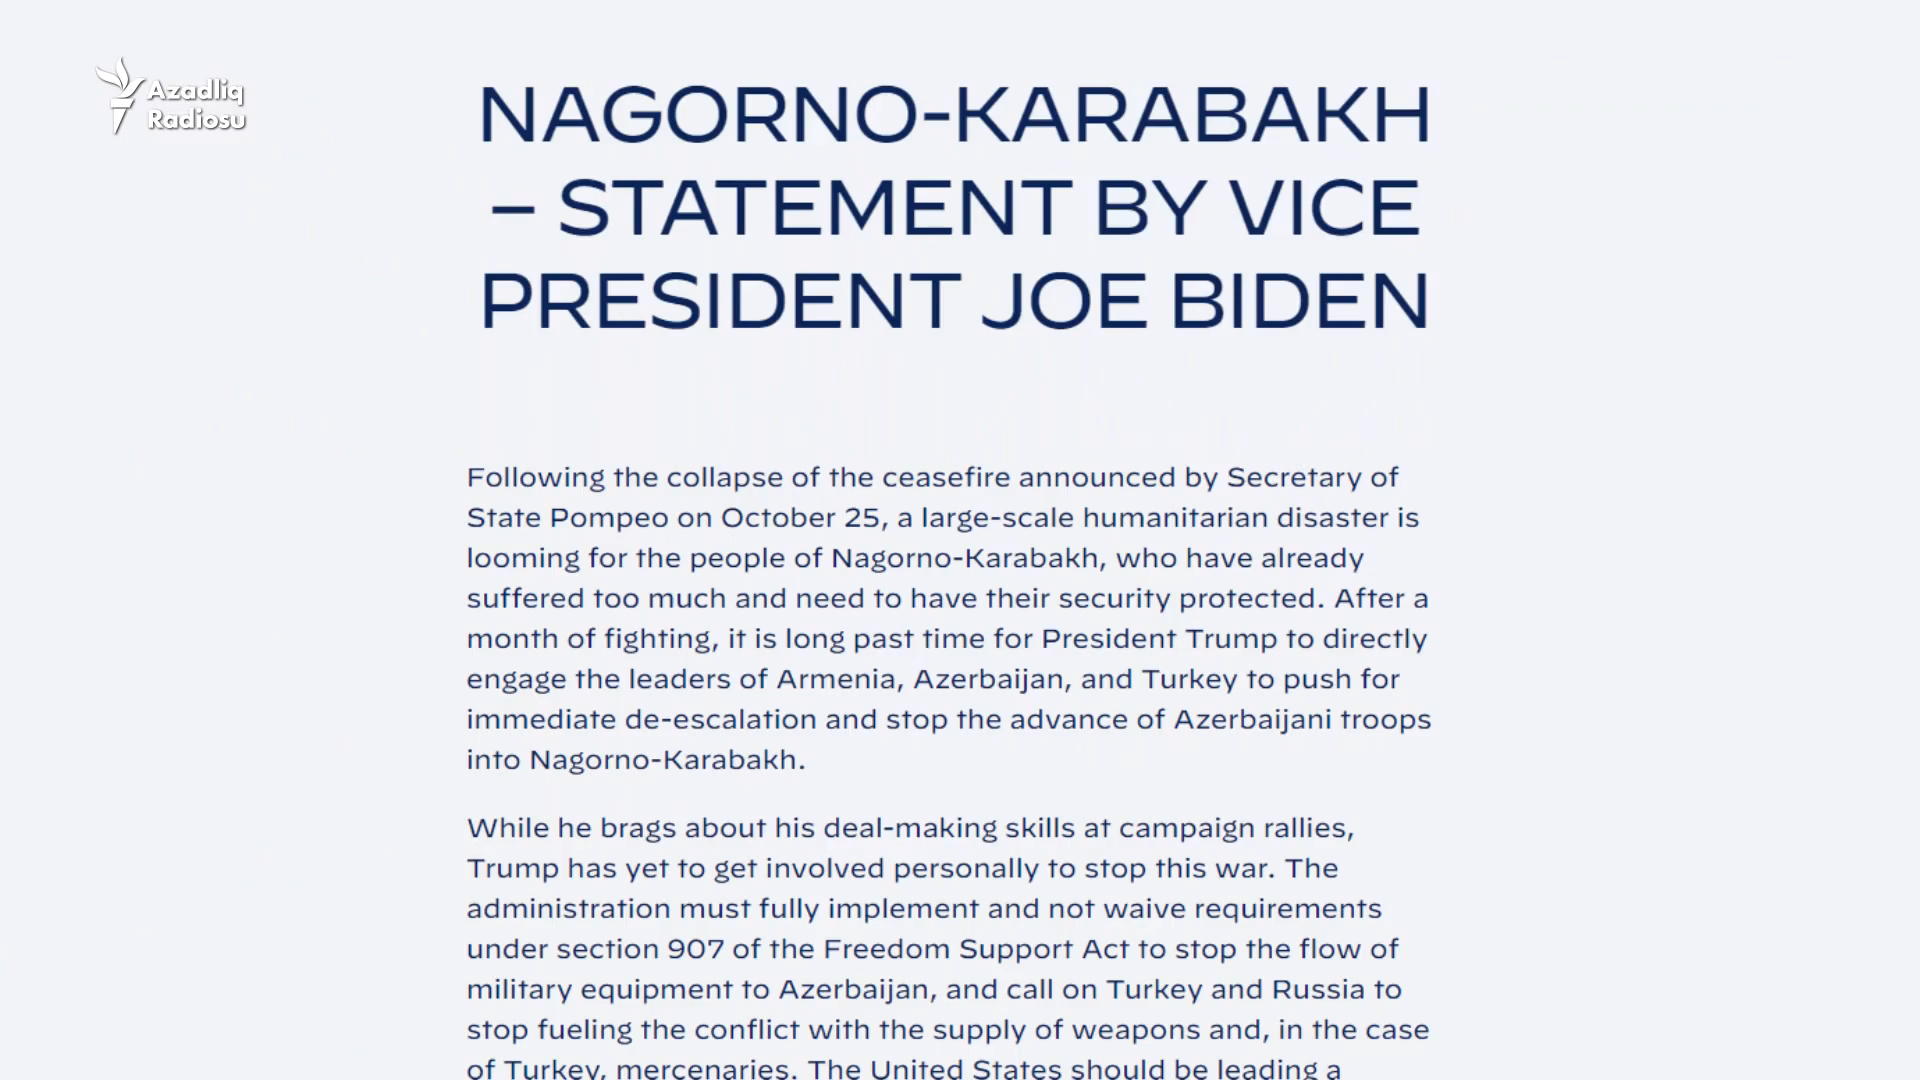 Azadlıq
Radiosu
NAGORNO-KARABAKH
– STATEMENT BY VICE
PRESIDENT JOE BIDEN
Following the collapse of the ceasefire announced by Secretary of
State Pompeo on October 25, a large-scale humanitarian disaster is
looming for the people of Nagorno-Karabakh, who have already
suffered too much and need to have their security protected. After a
month of fighting, it is long past time for President Trump to directly
engage the leaders of Armenia, Azerbaijan, and Turkey to push for
immediate de-escalation and stop the advance of Azerbaijani troops
into Nagorno-Karabakh.
While he brags about his deal-making skills at campaign rallies,
Trump has yet to get involved personally to stop this war. The
administration must fully implement and not waive requirements
under section 907 of the Freedom Support Act to stop the flow of
military equipment to Azerbaijan, and call on Turkey and Russia to
stop fueling the conflict with the supply of weapons and, in the case
of Turkey, mercenaries. The United States should be leading a